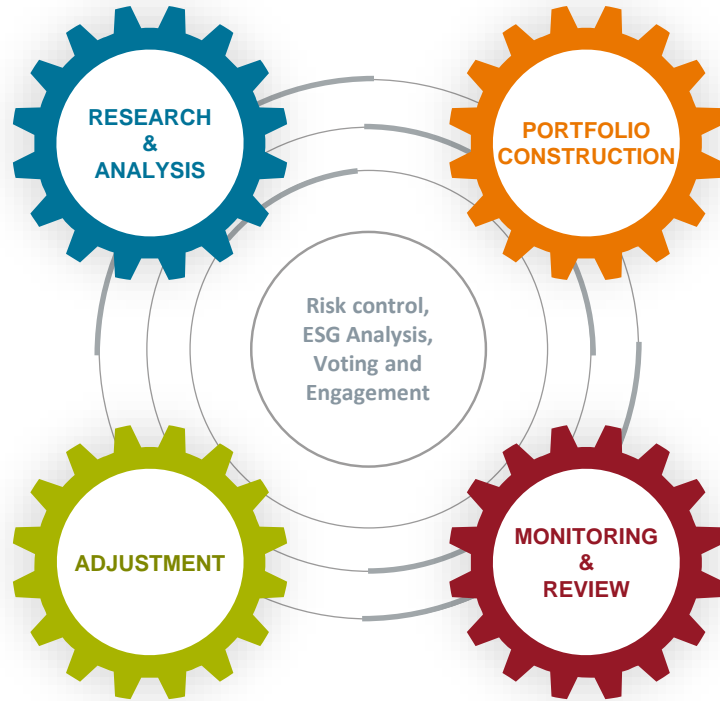 RESEARCH
&
ANALYSIS
PORTFOLIO
CONSTRUCTION
Risk control,
ESG Analysis,
Voting and
Engagement
ADJUSTMENT
MONITORING
&
REVIEW